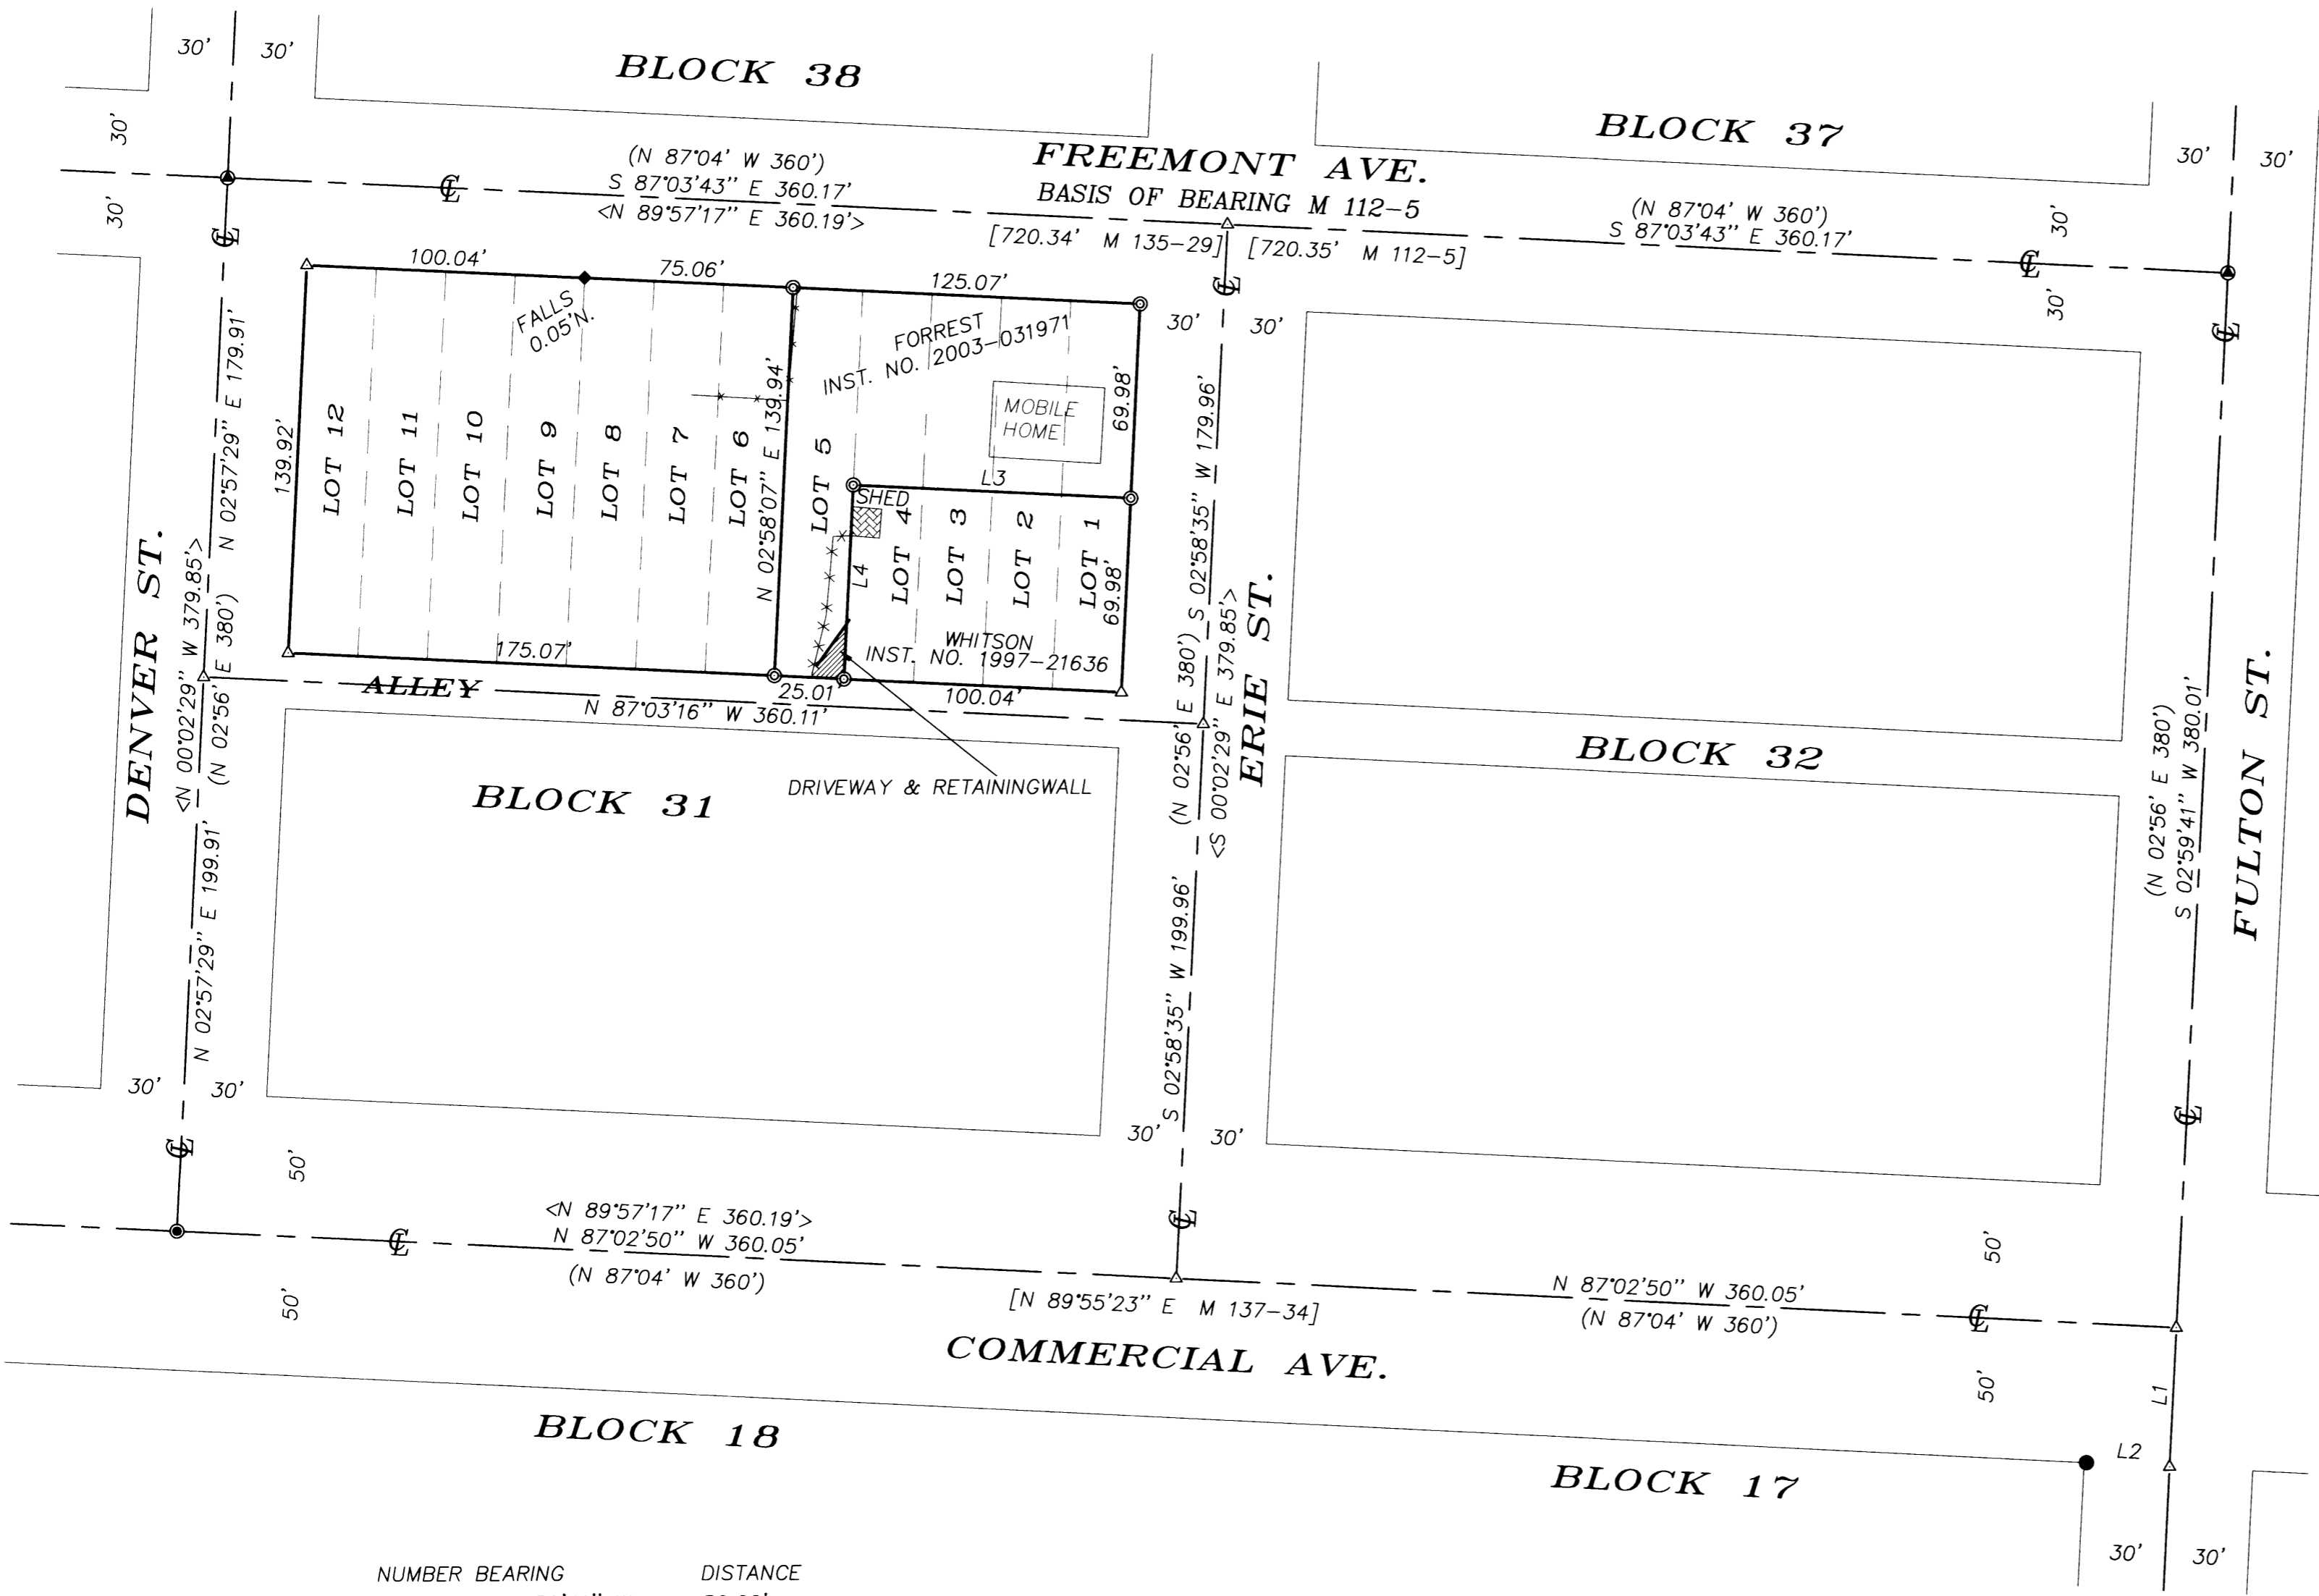 30' 30'
BLOCK 38
BLOCK 37
30'
30'
30' 30'
(N 87°04' W 360')
S 87°03'43" E 360.17'
<N 89°57'17" E 360.19'>
FREEMONT AVE.
BASIS OF BEARING M 112-5
[720.34' M 135-29]
[720.35' M 112-5]
(N 87°04' W 360')
S 87°03'43" E 360.17'
30'
30'
℄
℄
℄
℄
℄
100.04'
75.06'
125.07'
FALLS
0.05'N.
FORREST
INST. NO. 2003-031971
MOBILE
HOME
30' 30'
69.98'
139.92'
LOT 12
LOT 11
LOT 10
LOT 9
LOT 8
LOT 7
LOT 6
N 02°58'07" E 139.94'
LOT 5
L3
SHED
L4
LOT 4
LOT 3
LOT 2
LOT 1
69.98'
WHITSON
INST. NO. 1997-21636
175.07'
25.01'
100.04'
ALLEY
N 87°03'16" W 360.11'
DRIVEWAY & RETAININGWALL
DENVER ST.
<N 00°02'29" W 379.85'>
N 02°57'29" E 179.91'
(N 02°56' E 380')
N 02°57'29" E 199.91'
S 02°58'35" W 179.96'
(N 02°56' E 380')
<S 00°02'29" E 379.85'>
S 02°58'35" W 199.96'
ERIE ST.
BLOCK 31
BLOCK 32
(N 02°56' E 380')
S 02°59'41" W 380.01'
FULTON ST.
30' 30'
30' 30'
℄
℄
℄
50'
50'
℄
<N 89°57'17" E 360.19'>
N 87°02'50" W 360.05'
(N 87°04' W 360')
[N 89°55'23" E M 137-34]
N 87°02'50" W 360.05'
(N 87°04' W 360')
℄
50'
50'
COMMERCIAL AVE.
L1
L2
BLOCK 18
BLOCK 17
30' 30'
NUMBER BEARING DISTANCE